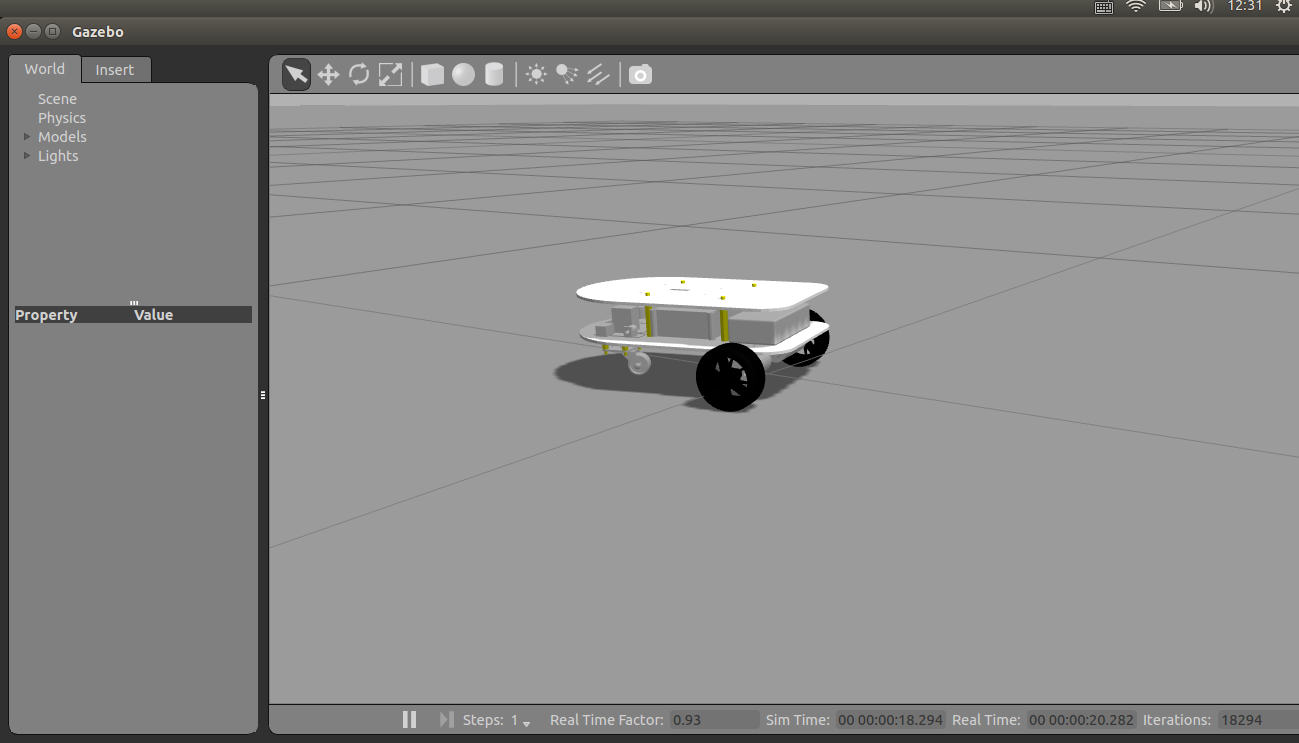 12:31
Gazebo
World Insert
Scene
Physics
Models
Lights
Property Value
Steps: 1 Real Time Factor: 0.93 Sim Time: 00 00:00:18.294 Real Time: 00 00:00:20.282 Iterations: 18294